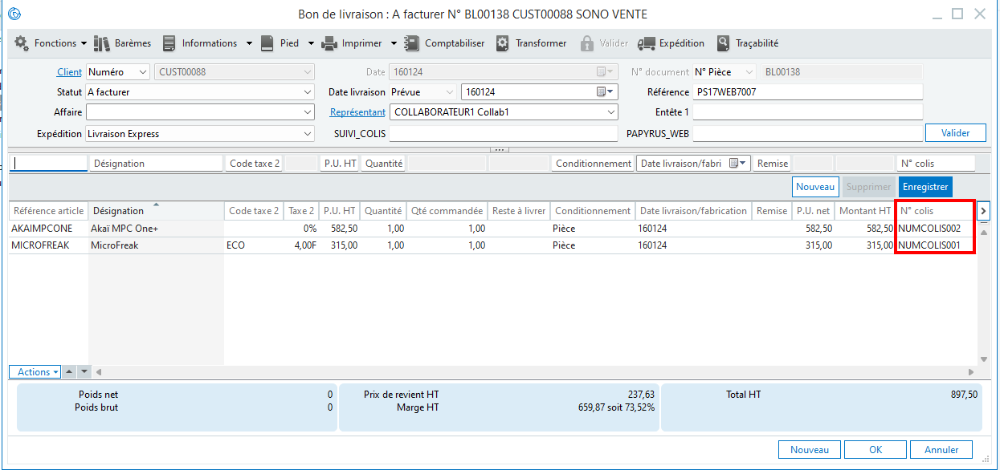 Bon de livraison : A facturer N° BL00138 CUST00088 SONO VENTE
Fonctions Barèmes Informations Pied Imprimer Comptabiliser Transformer Valider Expédition Traçabilité
Client Numéro CUST00088 Date 160124 N° document N° Pièce BL00138
Statut A facturer Date livraison Prévue 160124 Référence PS17WEB7007
Affaire Représentant COLLABORATEUR1 Collab1 Entête 1
Expédition Livraison Express SUIVI_COLIS PAPYRUS_WEB Valider
Désignation Code taxe 2 P.U. HT Quantité Conditionnement Date livraison/fabri Remise N° colis
Nouveau Supprimer Enregistrer
Référence article Désignation Code taxe 2 Taxe 2 P.U. HT Quantité Qté commandée Reste à livrer Conditionnement Date livraison/fabrication Remise P.U. net Montant HT N° colis
AKAIMPCONE Akaï MPC One+ 0% 582,50 1,00 1,00 Pièce 160124 582,50 582,50 NUMCOLIS002
MICROFREAK MicroFreak ECO 4,00F 315,00 1,00 1,00 Pièce 160124 315,00 315,00 NUMCOLIS001
Actions
Poids net 0 Prix de revient HT 237,63 Total HT 897,50
Poids brut 0 Marge HT 659,87 soit 73,52%
Nouveau OK Annuler